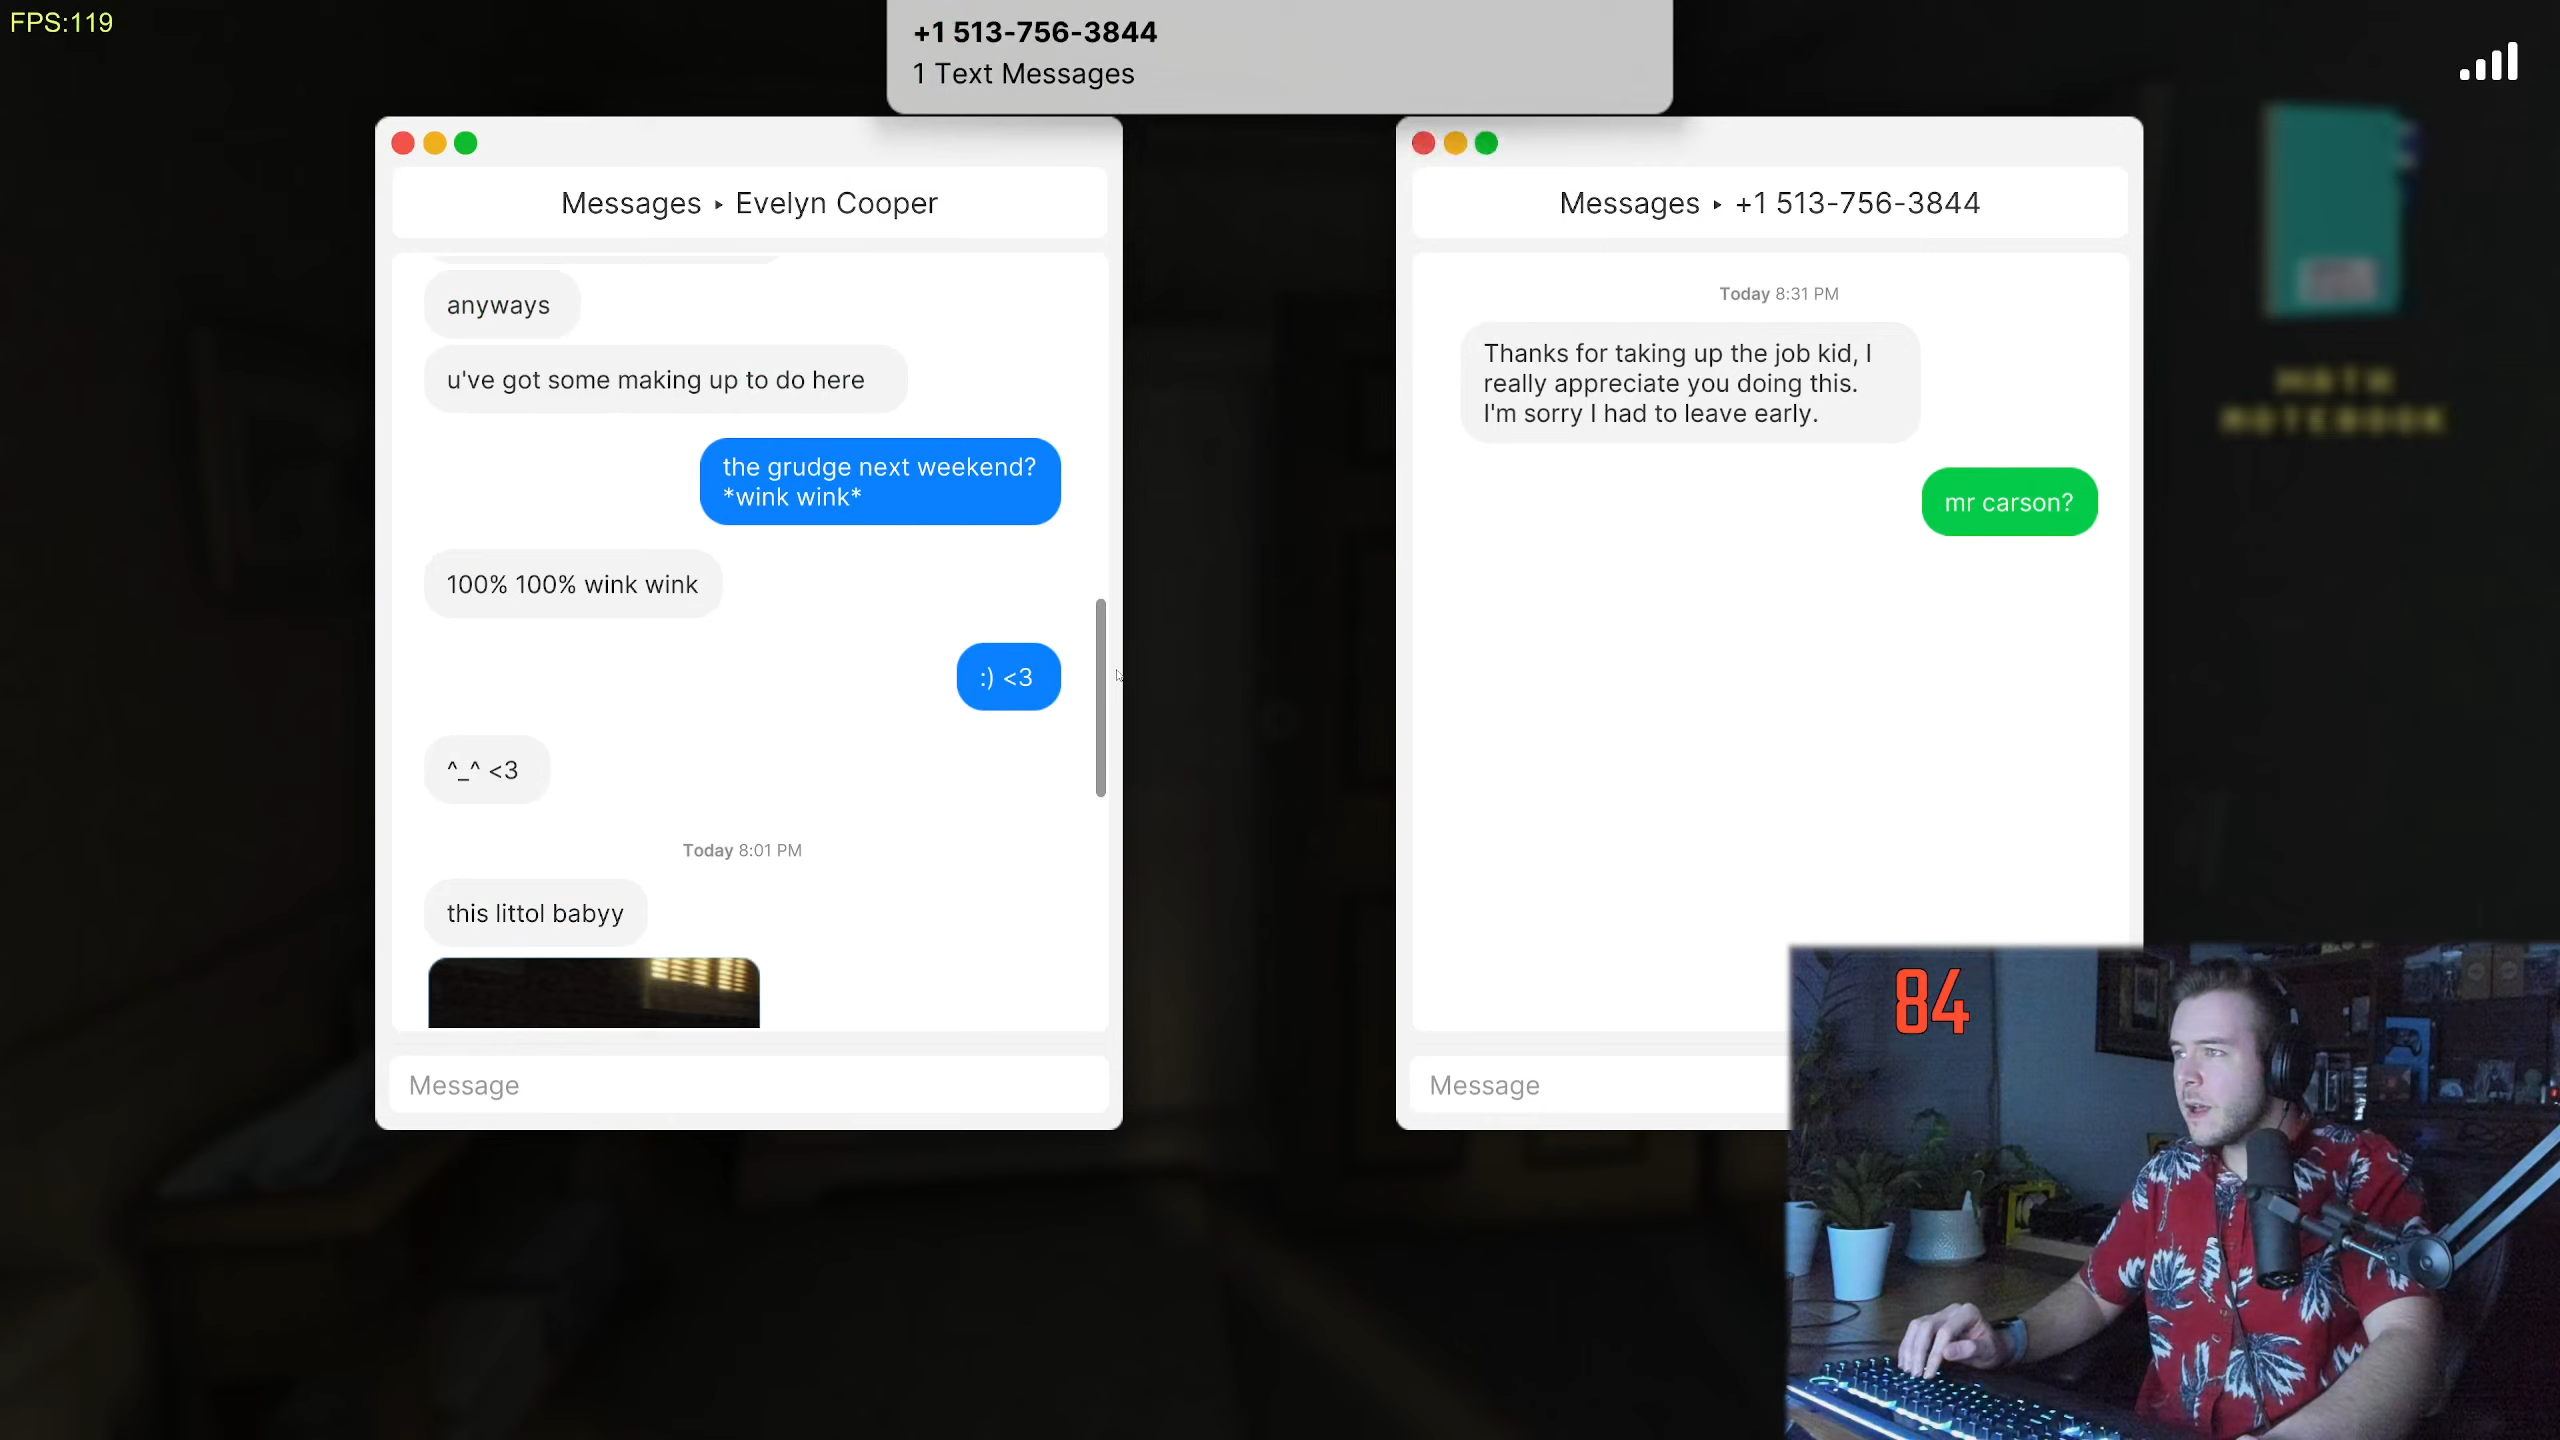 FPS:119
+1 513-756-3844
1 Text Messages
Messages ‣ Evelyn Cooper
anyways
u've got some making up to do here
the grudge next weekend?
*wink wink*
100% 100% wink wink
:) <3
^_^ <3
Today 8:01 PM
this littol babyy
Message
Messages ‣ +1 513-756-3844
Today 8:31 PM
Thanks for taking up the job kid, I
really appreciate you doing this.
I'm sorry I had to leave early.
mr carson?
Message
MATH
NOTEBOOK
84